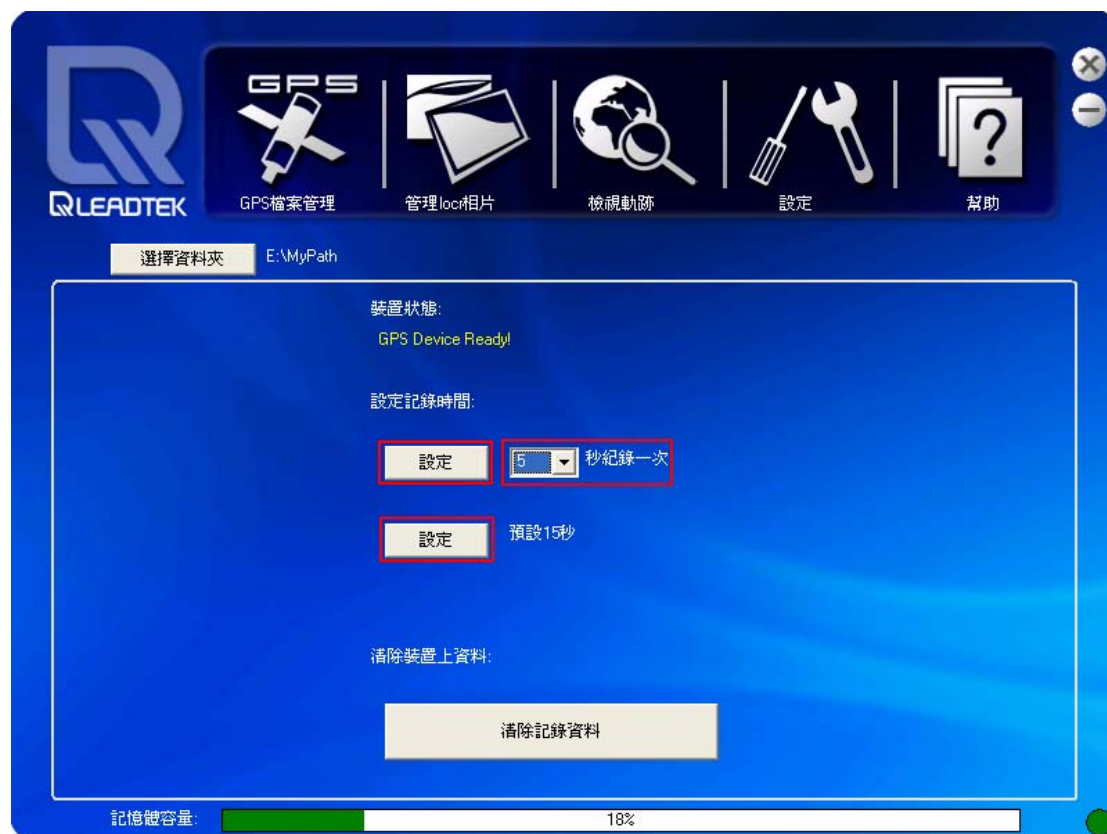 GPS
LEADTEK
GPS檔案管理
管理locr相片
檢視軌跡
設定
幫助
選擇資料夾
E:\MyPath
裝置狀態:
GPS Device Ready!
設定記錄時間:
設定
5
秒紀錄一次
設定
預設15秒
清除裝置上資料:
清除記錄資料
記憶體容量:
18%